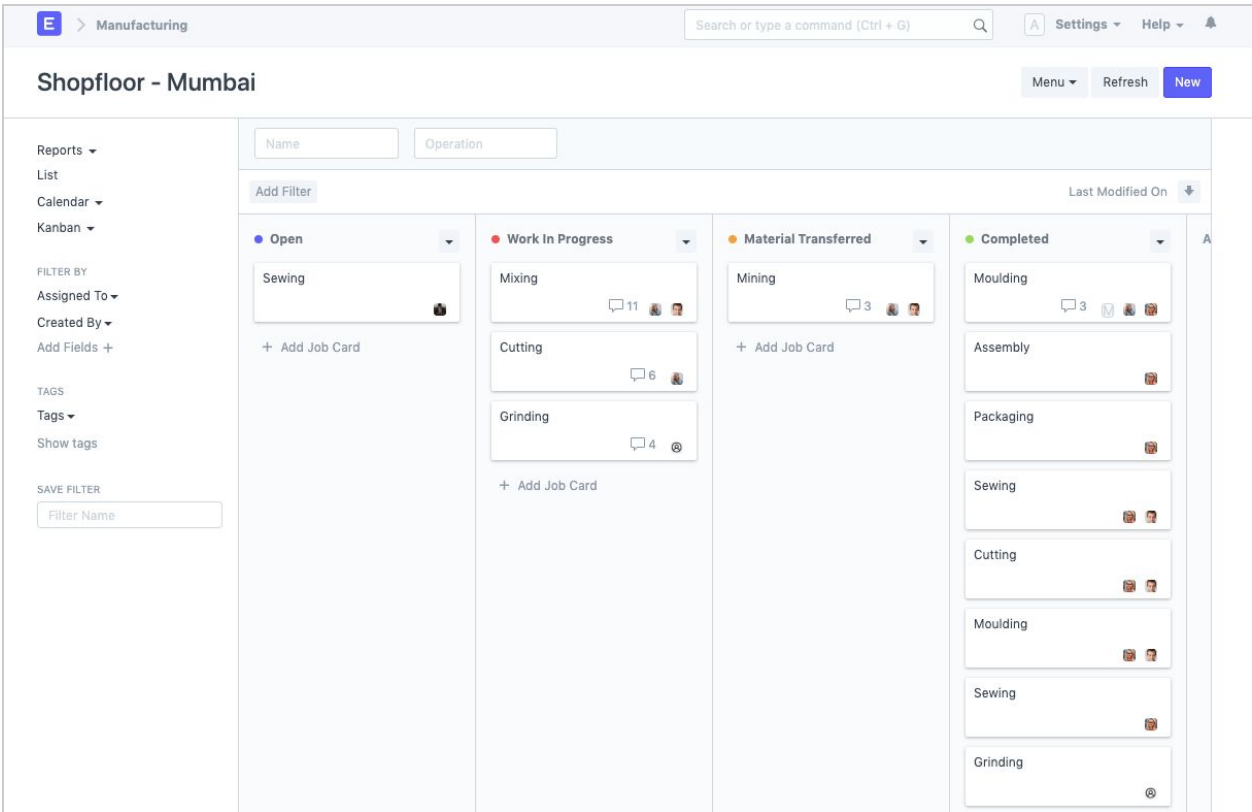 E > Manufacturing
Search or type a command (Ctrl + G)
A Settings Help
Shopfloor - Mumbai
Menu Refresh New
Reports
List
Calendar
Kanban
FILTER BY
Assigned To
Created By
Add Fields +
TAGS
Tags
Show tags
SAVE FILTER
Filter Name
Name Operation
Add Filter Last Modified On
Open
Sewing
+ Add Job Card
Work In Progress
Mixing
11
Cutting
6
Grinding
4
+ Add Job Card
Material Transferred
Mining
3
+ Add Job Card
Completed
Moulding
3 M
Assembly
Packaging
Sewing
Cutting
Moulding
Sewing
Grinding
A